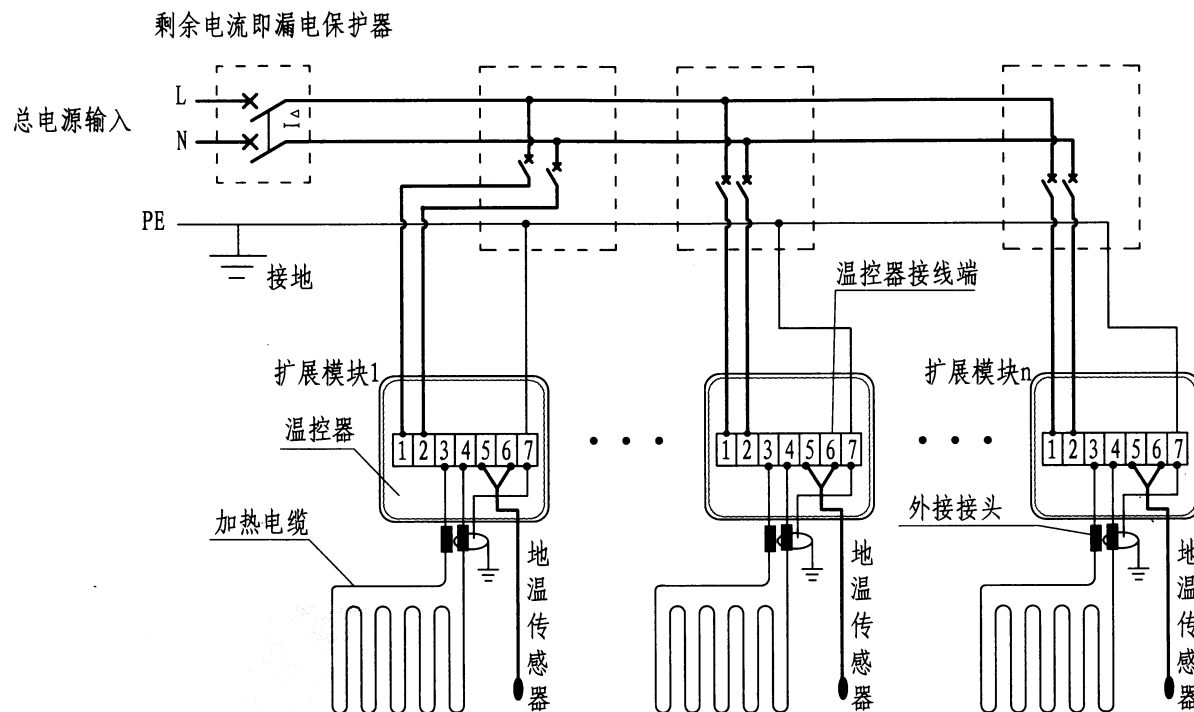 剩余电流即漏电保护器
总电源输入
L
N
I△
PE
接地
温控器接线端
扩展模块1
扩展模块n
温控器
1 2 3 4 5 6 7
1 2 3 4 5 6 7
1 2 3 4 5 6 7
加热电缆
外接接头
地温传感器
地温传感器
地温传感器